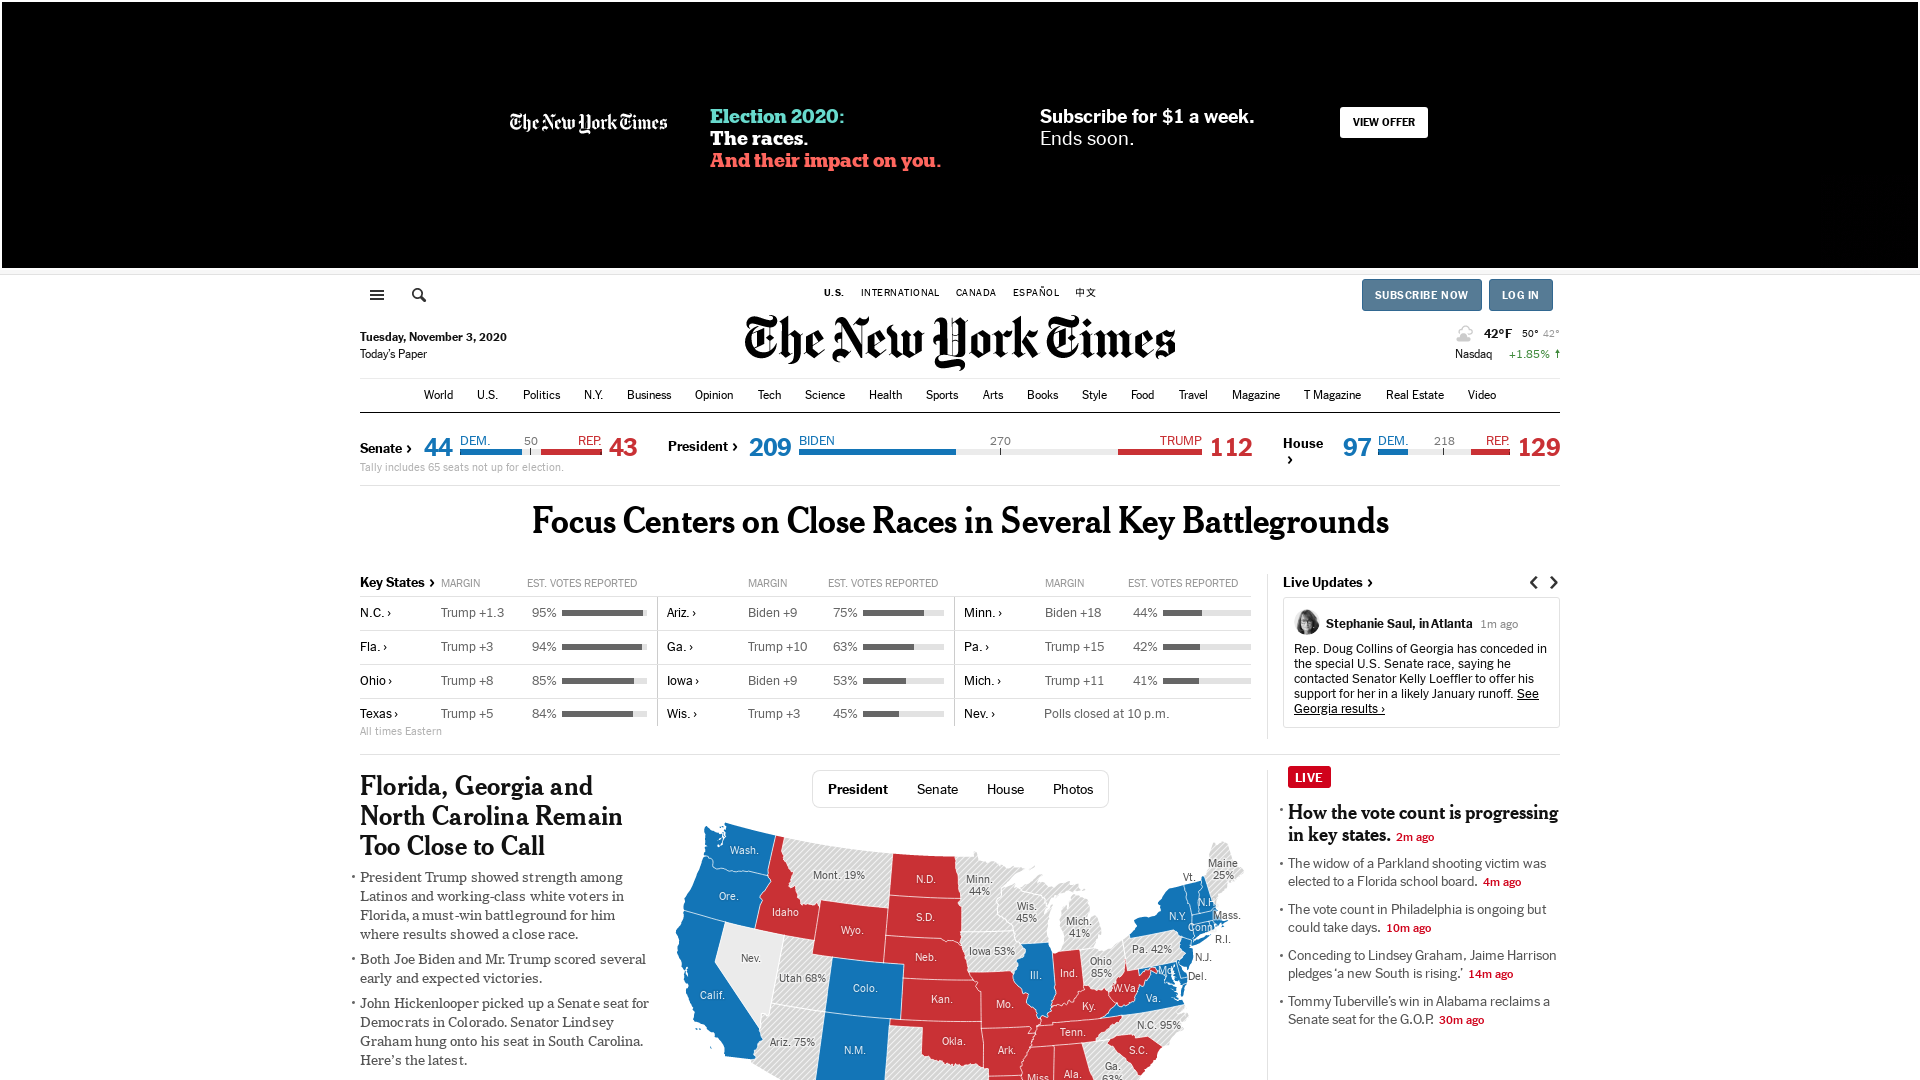 The New York Times
Election 2020:
The races.
And their impact on you.
Subscribe for $1 a week.
Ends soon.
VIEW OFFER
U.S. INTERNATIONAL CANADA ESPAÑOL 中文
SUBSCRIBE NOW LOG IN
Tuesday, November 3, 2020
Today's Paper
The New York Times
42°F 50° 42°
Nasdaq +1.85% ↑
World U.S. Politics N.Y. Business Opinion Tech Science Health Sports Arts Books Style Food Travel Magazine T Magazine Real Estate Video
Senate › 44 DEM. 50 REP. 43
Tally includes 65 seats not up for election.
President › 209 BIDEN 270 TRUMP 112
House › 97 DEM. 218 REP. 129
Focus Centers on Close Races in Several Key Battlegrounds
Key States › MARGIN EST. VOTES REPORTED MARGIN EST. VOTES REPORTED MARGIN EST. VOTES REPORTED
N.C. › Trump +1.3 95% Ariz. › Biden +9 75% Minn. › Biden +18 44%
Fla. › Trump +3 94% Ga. › Trump +10 63% Pa. › Trump +15 42%
Ohio › Trump +8 85% Iowa › Biden +9 53% Mich. › Trump +11 41%
Texas › Trump +5 84% Wis. › Trump +3 45% Nev. › Polls closed at 10 p.m.
All times Eastern
Live Updates ›
Stephanie Saul, in Atlanta 1m ago
Rep. Doug Collins of Georgia has conceded in
the special U.S. Senate race, saying he
contacted Senator Kelly Loeffler to offer his
support for her in a likely January runoff. See
Georgia results ›
Florida, Georgia and
North Carolina Remain
Too Close to Call
• President Trump showed strength among
Latinos and working-class white voters in
Florida, a must-win battleground for him
where results showed a close race.
• Both Joe Biden and Mr. Trump scored several
early and expected victories.
• John Hickenlooper picked up a Senate seat for
Democrats in Colorado. Senator Lindsey
Graham hung onto his seat in South Carolina.
Here's the latest.
President Senate House Photos
Wash.
Ore.
Calif.
Nev.
Idaho
Mont. 19%
Wyo.
Utah 68%
Colo.
Ariz. 75%
N.M.
N.D.
S.D.
Neb.
Kan.
Okla.
Minn.
44%
Iowa 53%
Mo.
Ark.
Wis.
45%
Ill.
Mich.
41%
Ind.
Ohio
85%
Ky.
Tenn.
Miss.
Ala.
Ga.
63%
S.C.
N.C. 95%
Va.
W.Va.
Md.
Del.
Pa. 42%
N.J.
N.Y.
Conn.
R.I.
Mass.
Vt.
N.H.
Maine
25%
LIVE
• How the vote count is progressing
in key states. 2m ago
• The widow of a Parkland shooting victim was
elected to a Florida school board. 4m ago
• The vote count in Philadelphia is ongoing but
could take days. 10m ago
• Conceding to Lindsey Graham, Jaime Harrison
pledges 'a new South is rising.' 14m ago
• Tommy Tuberville's win in Alabama reclaims a
Senate seat for the G.O.P. 30m ago